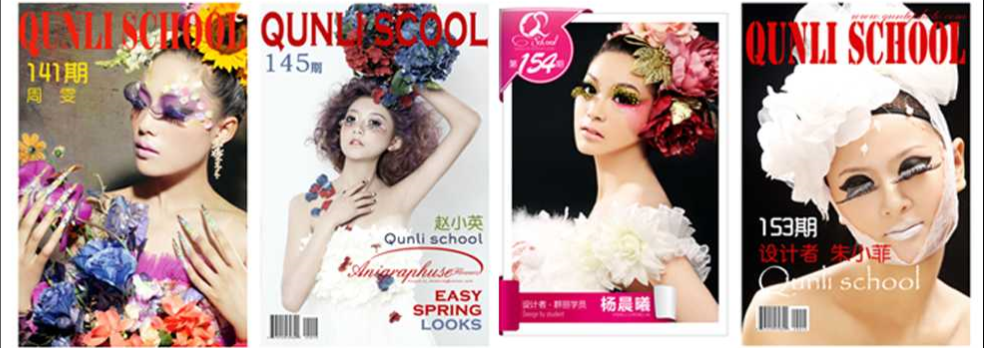 QUNLI SCHOOL
141期
周 雯
QUNLI SCOOL
145期
赵小英
Qunli school
Anigraphuse
EASY
SPRING
LOOKS
Q
School
第154期
设计者·群丽学员
杨晨曦
Design by student
QUNLI SCHOOL
153期
设计者 朱小菲
Qunli school